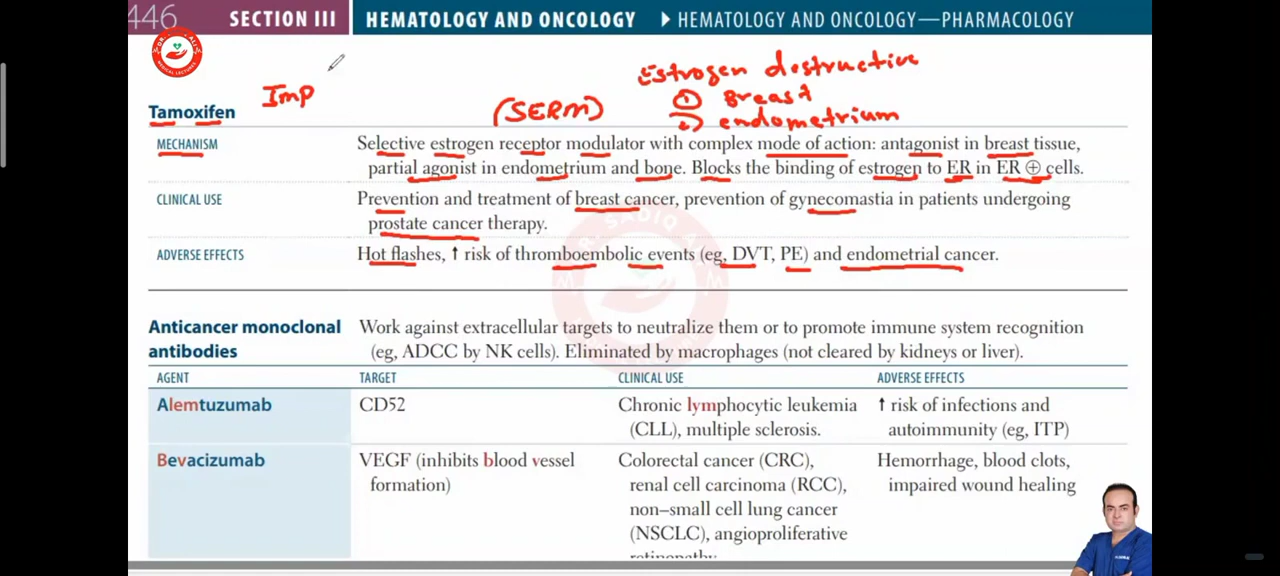 446 SECTION III HEMATOLOGY AND ONCOLOGY ▶ HEMATOLOGY AND ONCOLOGY—PHARMACOLOGY
Estrogen destructive
Imp
(SERM)
① Breast
② endometrium
Tamoxifen
MECHANISM
Selective estrogen receptor modulator with complex mode of action: antagonist in breast tissue,
partial agonist in endometrium and bone. Blocks the binding of estrogen to ER in ER ⊕ cells.
CLINICAL USE
Prevention and treatment of breast cancer, prevention of gynecomastia in patients undergoing
prostate cancer therapy.
ADVERSE EFFECTS
Hot flashes, ↑ risk of thromboembolic events (eg, DVT, PE) and endometrial cancer.
Anticancer monoclonal
antibodies
Work against extracellular targets to neutralize them or to promote immune system recognition
(eg, ADCC by NK cells). Eliminated by macrophages (not cleared by kidneys or liver).
AGENT TARGET CLINICAL USE ADVERSE EFFECTS
Alemtuzumab
CD52
Chronic lymphocytic leukemia
(CLL), multiple sclerosis.
↑ risk of infections and
autoimmunity (eg, ITP)
Bevacizumab
VEGF (inhibits blood vessel
formation)
Colorectal cancer (CRC),
renal cell carcinoma (RCC),
non–small cell lung cancer
(NSCLC), angioproliferative
retinopathy
Hemorrhage, blood clots,
impaired wound healing